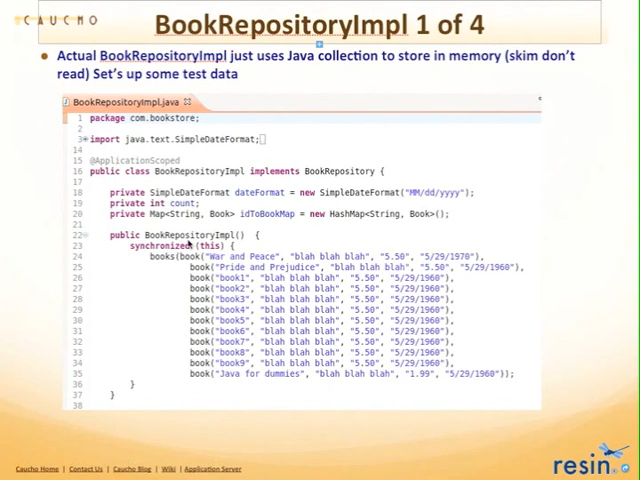 CAUCHO
BookRepositoryImpl 1 of 4
Actual BookRepositoryImpl just uses Java collection to store in memory (skim don't
read) Set's up some test data
BookRepositoryImpl.java
1 package com.bookstore;
2
3 import java.text.SimpleDateFormat;
14
15 @ApplicationScoped
16 public class BookRepositoryImpl implements BookRepository {
17
18 private SimpleDateFormat dateFormat = new SimpleDateFormat("MM/dd/yyyy");
19 private int count;
20 private Map<String, Book> idToBookMap = new HashMap<String, Book>();
21
22 public BookRepositoryImpl() {
23 synchronized(this) {
24 books(book("War and Peace", "blah blah blah", "5.50", "5/29/1970"),
25 book("Pride and Prejudice", "blah blah blah", "5.50", "5/29/1960"),
26 book("book1", "blah blah blah", "5.50", "5/29/1960"),
27 book("book2", "blah blah blah", "5.50", "5/29/1960"),
28 book("book3", "blah blah blah", "5.50", "5/29/1960"),
29 book("book4", "blah blah blah", "5.50", "5/29/1960"),
30 book("book5", "blah blah blah", "5.50", "5/29/1960"),
31 book("book6", "blah blah blah", "5.50", "5/29/1960"),
32 book("book7", "blah blah blah", "5.50", "5/29/1960"),
33 book("book8", "blah blah blah", "5.50", "5/29/1960"),
34 book("book9", "blah blah blah", "5.50", "5/29/1960"),
35 book("Java for dummies", "blah blah blah", "1.99", "5/29/1960"));
36 }
37 }
38
Caucho Home | Contact Us | Caucho Blog | Wiki | Application Server
resin